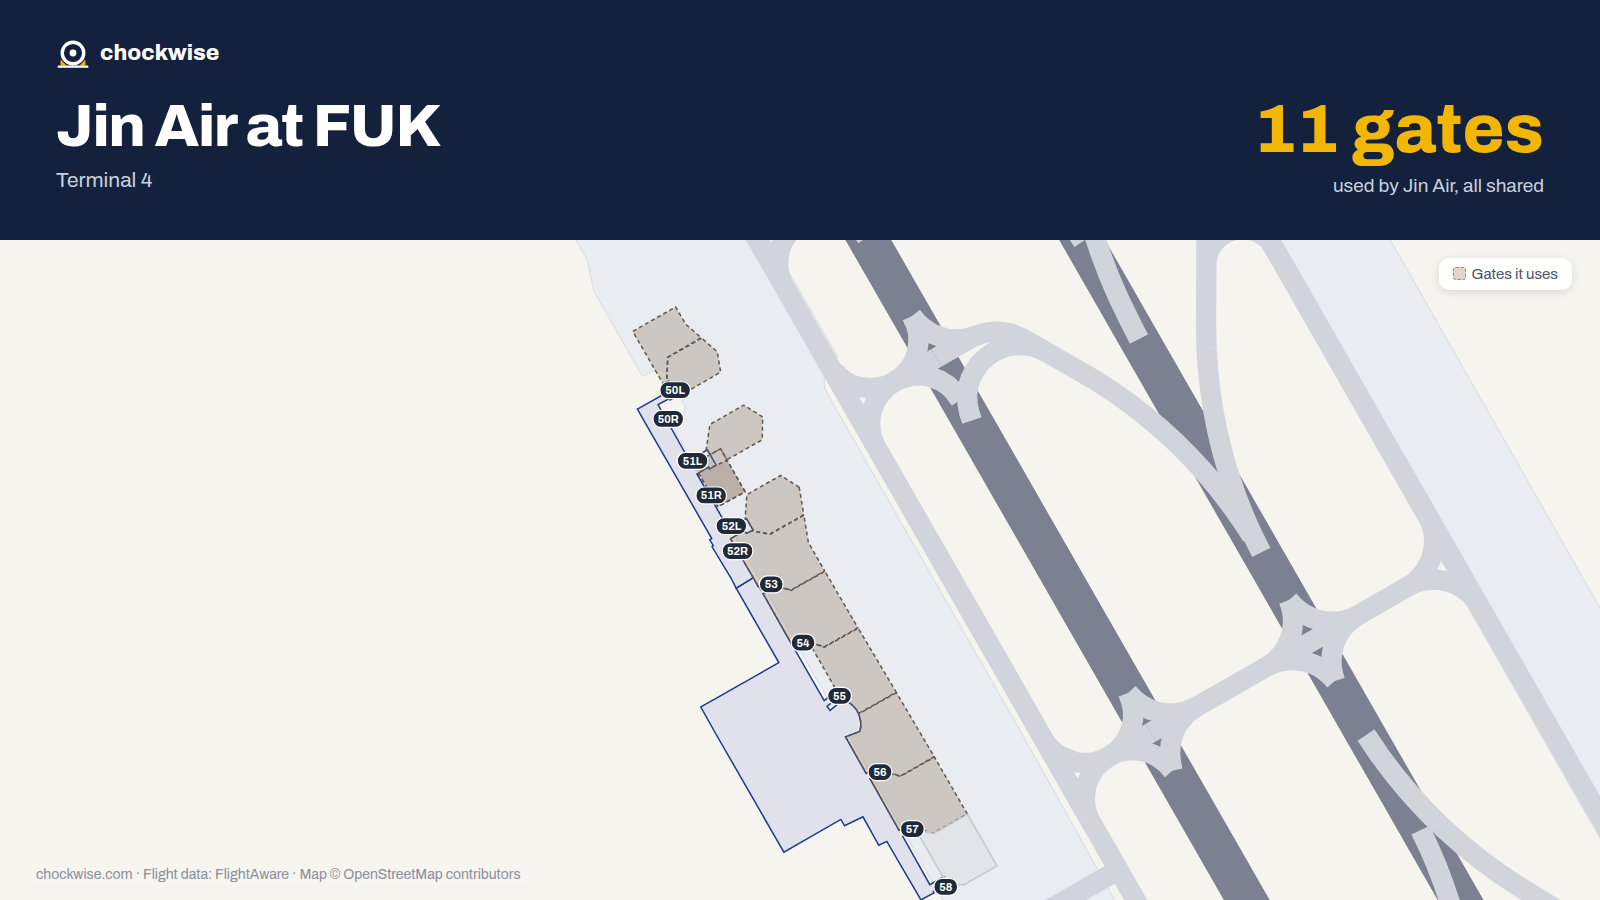 chockwise
Jin Air at FUK
Terminal 4
11 gates
used by Jin Air, all shared
Gates it uses
50L
50R
51L
51R
52L
52R
53
54
55
56
57
58
chockwise.com · Flight data: FlightAware · Map © OpenStreetMap contributors